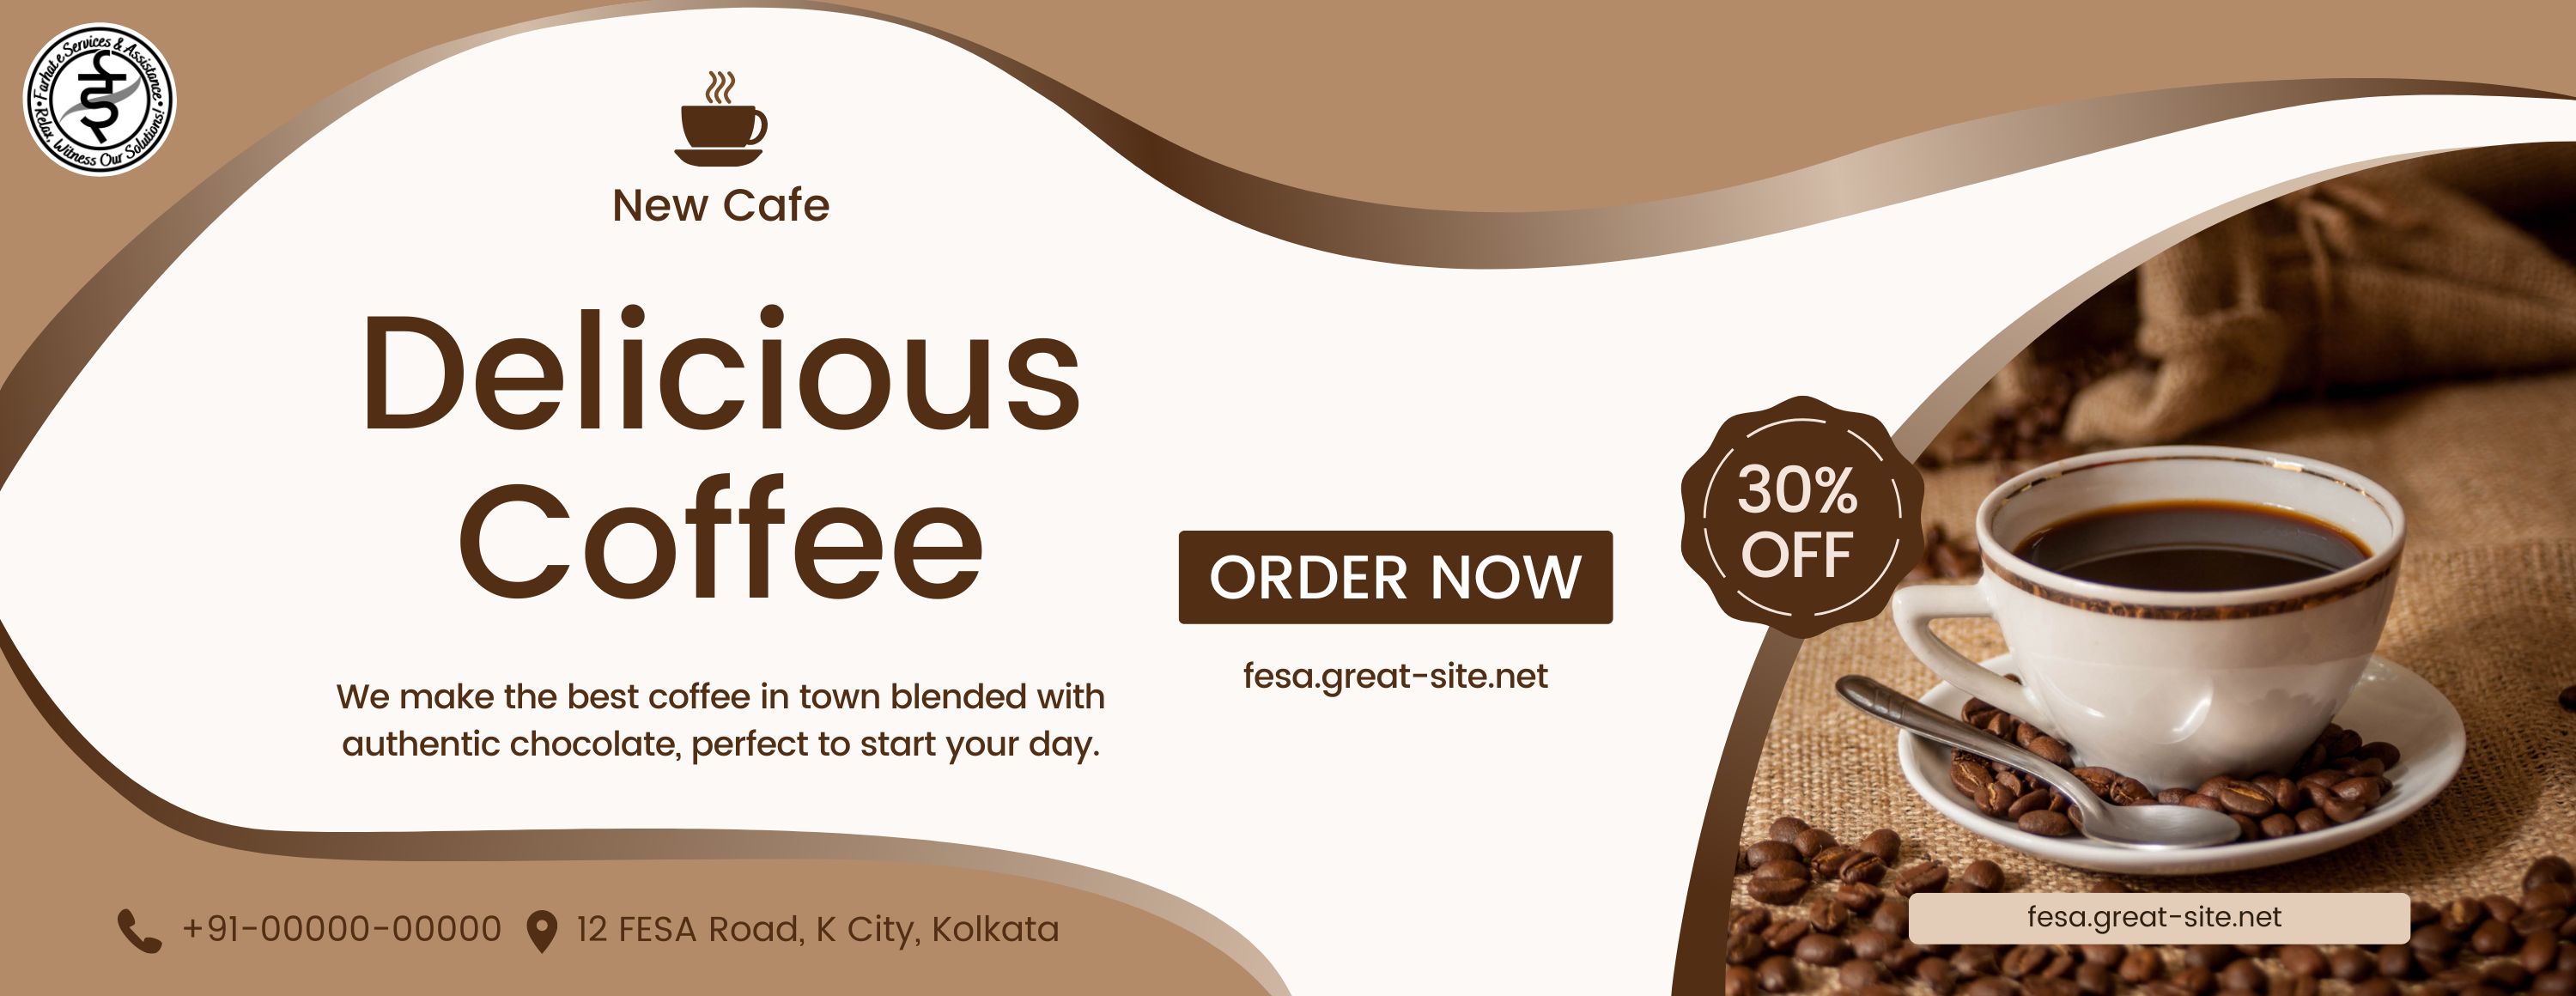 Farhat e Services & Assistance
Relax, Witness Our Solutions!
ई
New Cafe
Delicious
Coffee
We make the best coffee in town blended with
authentic chocolate, perfect to start your day.
ORDER NOW
fesa.great-site.net
30%
OFF
+91-00000-00000
12 FESA Road, K City, Kolkata
fesa.great-site.net